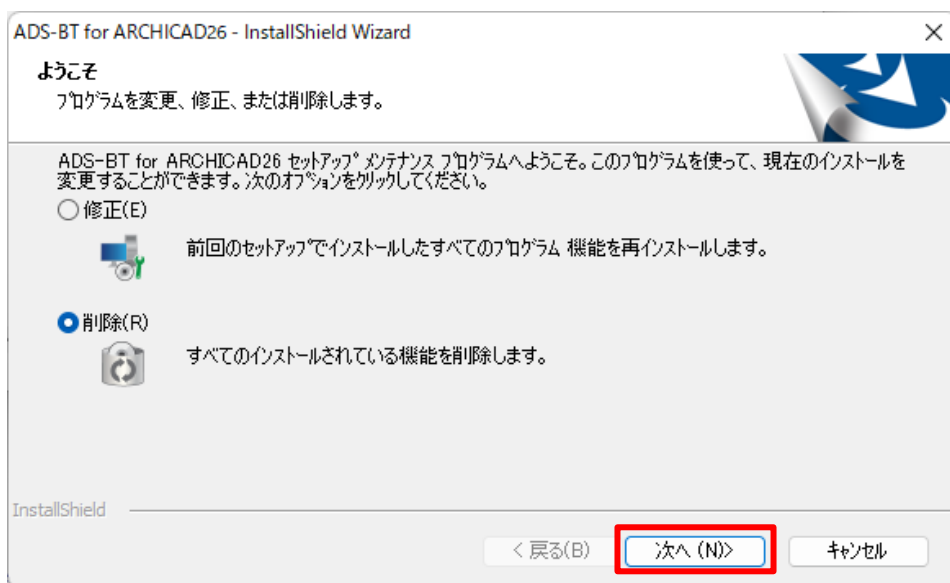 ADS-BT for ARCHICAD26 - InstallShield Wizard
ようこそ
プログラムを変更、修正、または削除します。
ADS-BT for ARCHICAD26 セットアップ メンテナンス プログラムへようこそ。このプログラムを使って、現在のインストールを
変更することができます。次のオプションをクリックしてください。
修正(E)
前回のセットアップでインストールしたすべてのプログラム 機能を再インストールします。
削除(R)
すべてのインストールされている機能を削除します。
InstallShield
< 戻る(B)
次へ (N)>
キャンセル